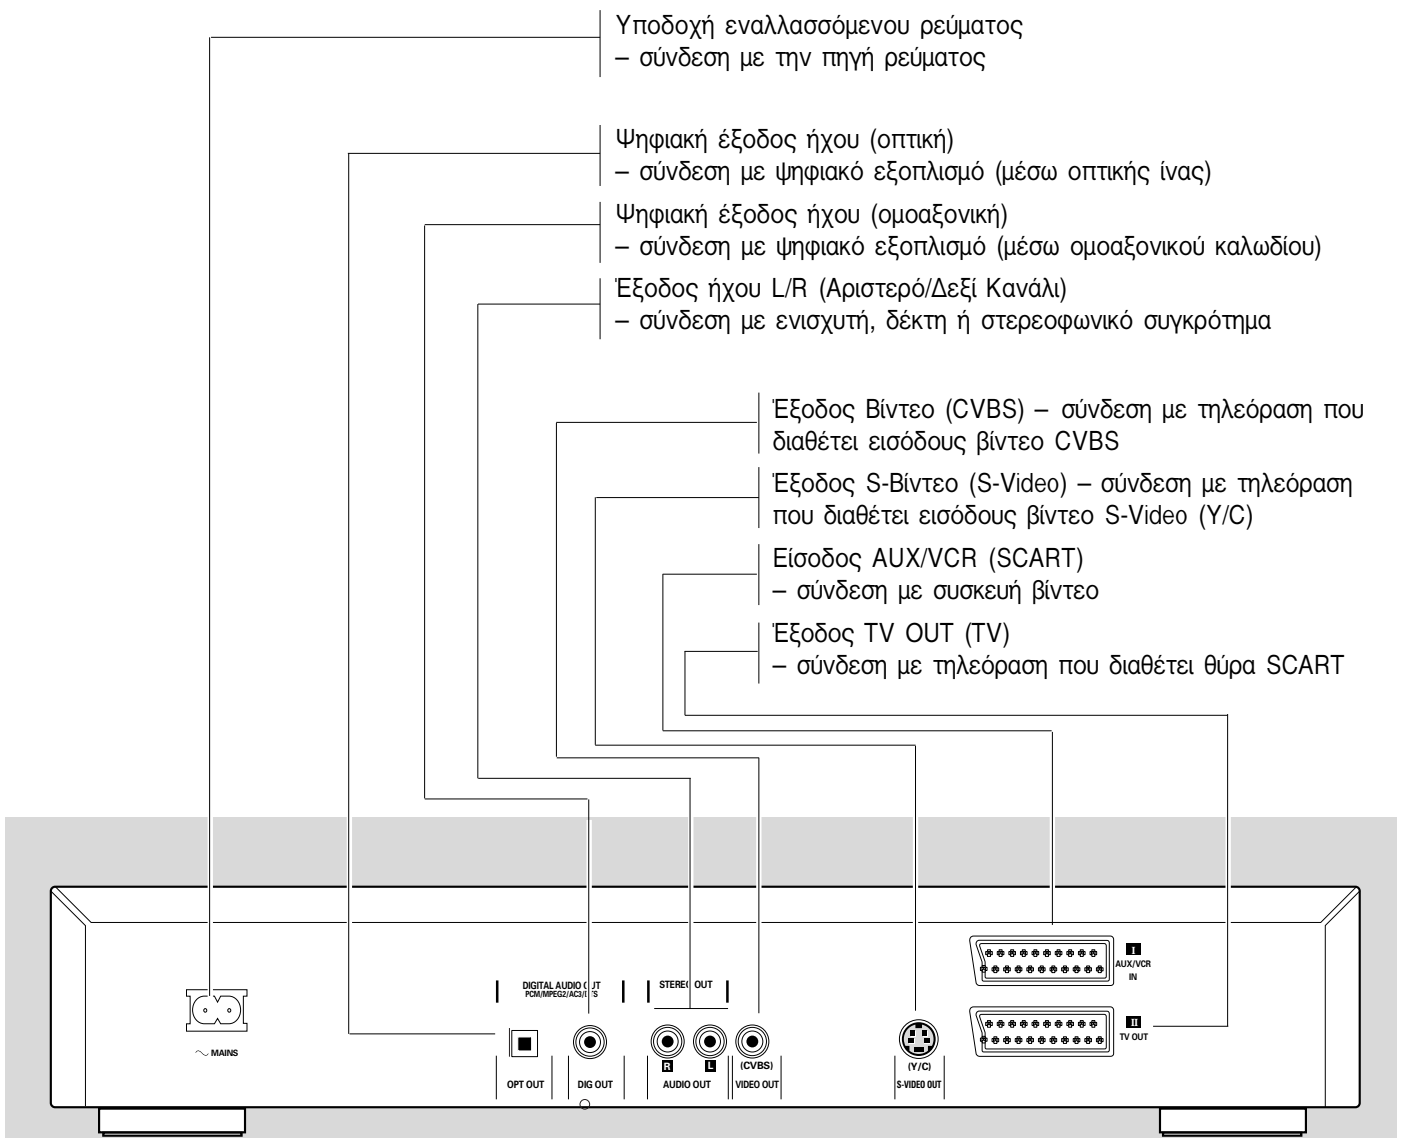 Υποδοχή εναλλασσόμενου ρεύματος
– σύνδεση με την πηγή ρεύματος
Ψηφιακή έξοδος ήχου (οπτική)
– σύνδεση με ψηφιακό εξοπλισμό (μέσω οπτικής ίνας)
Ψηφιακή έξοδος ήχου (ομοαξονική)
– σύνδεση με ψηφιακό εξοπλισμό (μέσω ομοαξονικού καλωδίου)
Έξοδος ήχου L/R (Αριστερό/Δεξί Κανάλι)
– σύνδεση με ενισχυτή, δέκτη ή στερεοφωνικό συγκρότημα
Έξοδος Βίντεο (CVBS) – σύνδεση με τηλεόραση που
διαθέτει εισόδους βίντεο CVBS
Έξοδος S-Βίντεο (S-Video) – σύνδεση με τηλεόραση
που διαθέτει εισόδους βίντεο S-Video (Y/C)
Είσοδος AUX/VCR (SCART)
– σύνδεση με συσκευή βίντεο
Έξοδος TV OUT (TV)
– σύνδεση με τηλεόραση που διαθέτει θύρα SCART
I
AUX/VCR
IN
DIGITAL AUDIO OUT
PCM/MPEG2/AC3/DTS
STEREO OUT
II
TV OUT
~ MAINS
R
L
(CVBS)
(Y/C)
OPT OUT
DIG OUT
AUDIO OUT
VIDEO OUT
S-VIDEO OUT